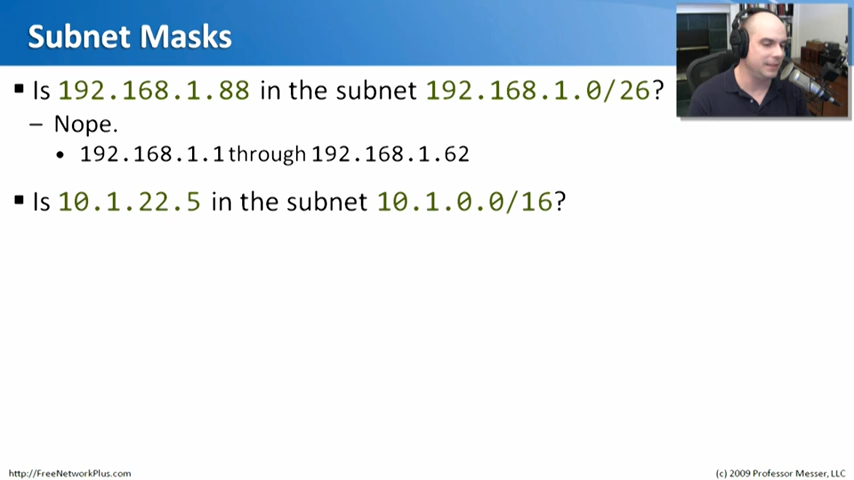 Subnet Masks
▪ Is 192.168.1.88 in the subnet 192.168.1.0/26?
– Nope.
• 192.168.1.1 through 192.168.1.62
▪ Is 10.1.22.5 in the subnet 10.1.0.0/16?
http://FreeNetworkPlus.com
(c) 2009 Professor Messer, LLC